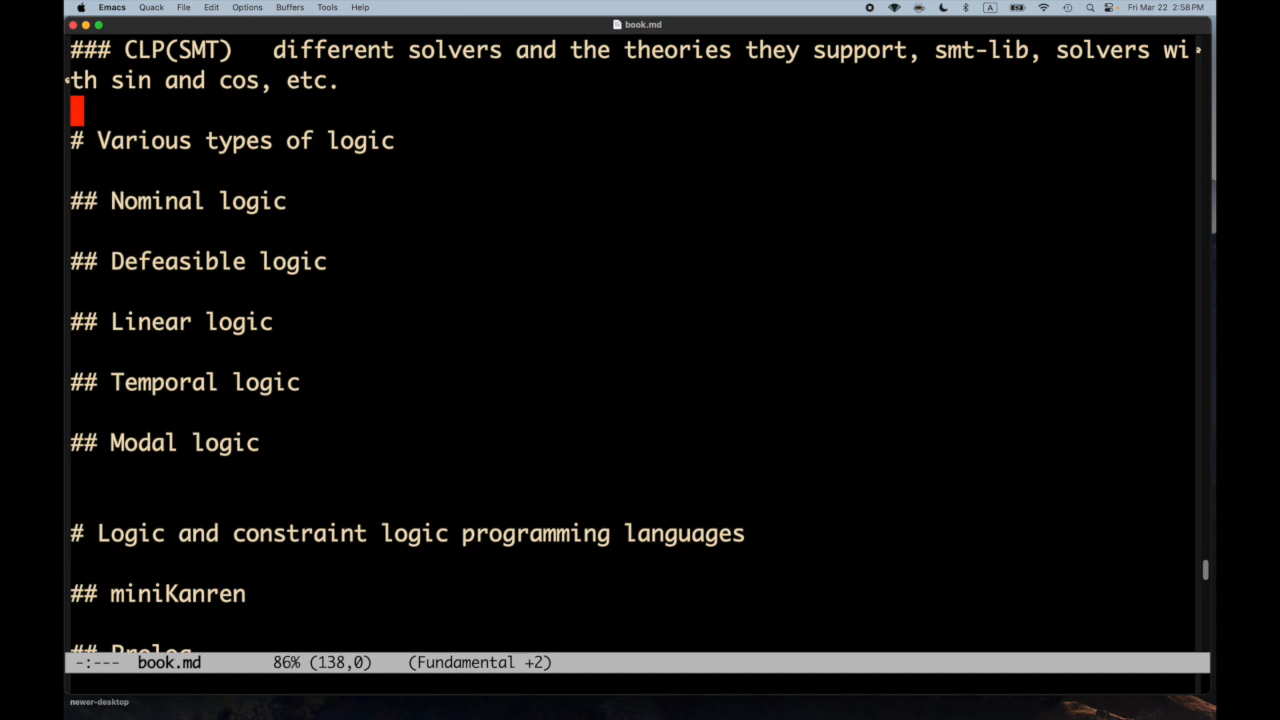 Emacs Quack File Edit Options Buffers Tools Help
A
Fri Mar 22 2:58 PM
book.md
### CLP(SMT)   different solvers and the theories they support, smt-lib, solvers wi
th sin and cos, etc.
# Various types of logic
## Nominal logic
## Defeasible logic
## Linear logic
## Temporal logic
## Modal logic
# Logic and constraint logic programming languages
## miniKanren
## Prolog
-:---  book.md      86% (138,0)   (Fundamental +2)
newer-desktop